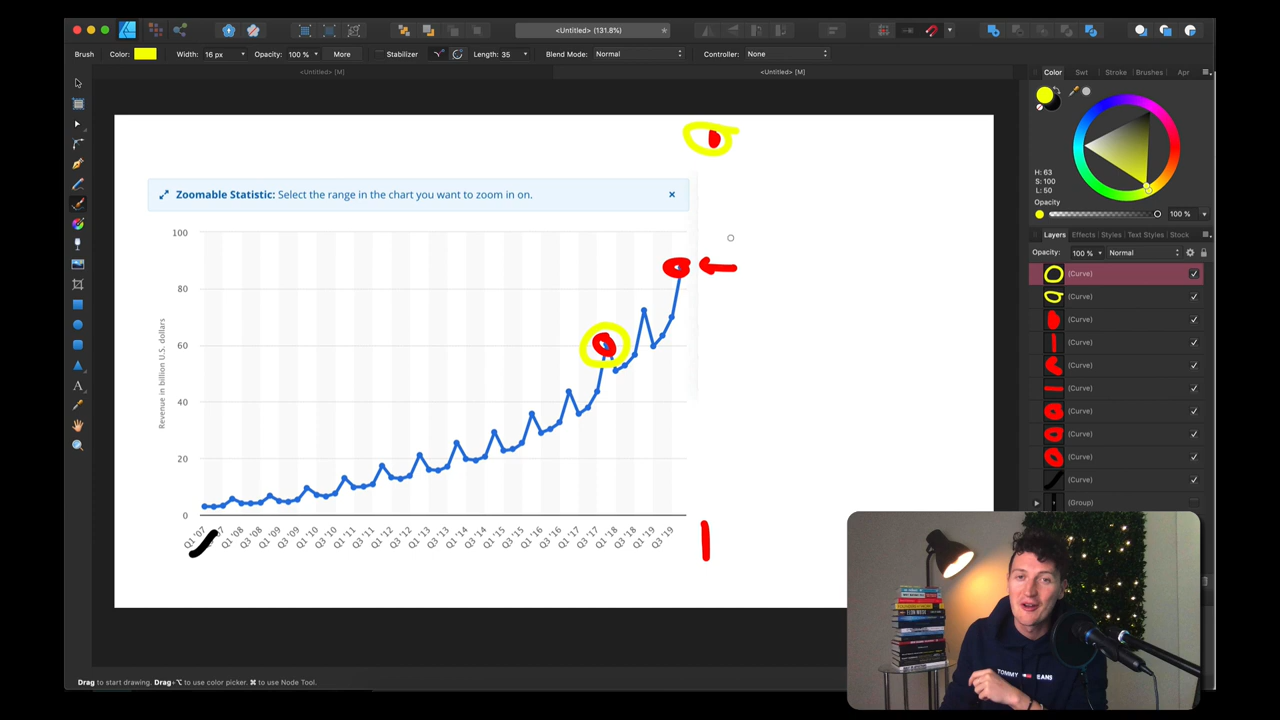 <Untitled> (131.8%)
Brush Color: Width: 16 px Opacity: 100 % More Stabilizer Length: 35 Blend Mode: Normal Controller: None
<Untitled> [M] <Untitled> [M]
Color Swt Stroke Brushes Apr
H: 63
S: 100
L: 50
Opacity
100 %
Layers Effects Styles Text Styles Stock
Opacity: 100 % Normal
(Curve)
(Curve)
(Curve)
(Curve)
(Curve)
(Curve)
(Curve)
(Curve)
(Curve)
(Curve)
(Group)
Zoomable Statistic: Select the range in the chart you want to zoom in on. ×
Revenue in billion U.S. dollars
100
80
60
40
20
0
Q1 '07 Q1 '08 Q3 '08 Q1 '09 Q3 '09 Q1 '10 Q3 '10 Q1 '11 Q3 '11 Q1 '12 Q3 '12 Q1 '13 Q3 '13 Q1 '14 Q3 '14 Q1 '15 Q3 '15 Q1 '16 Q3 '16 Q1 '17 Q3 '17 Q1 '18 Q3 '18 Q1 '19 Q3 '19
TOMMY JEANS
Drag to start drawing. Drag+⌥ to use color picker. ⌘ to use Node Tool.